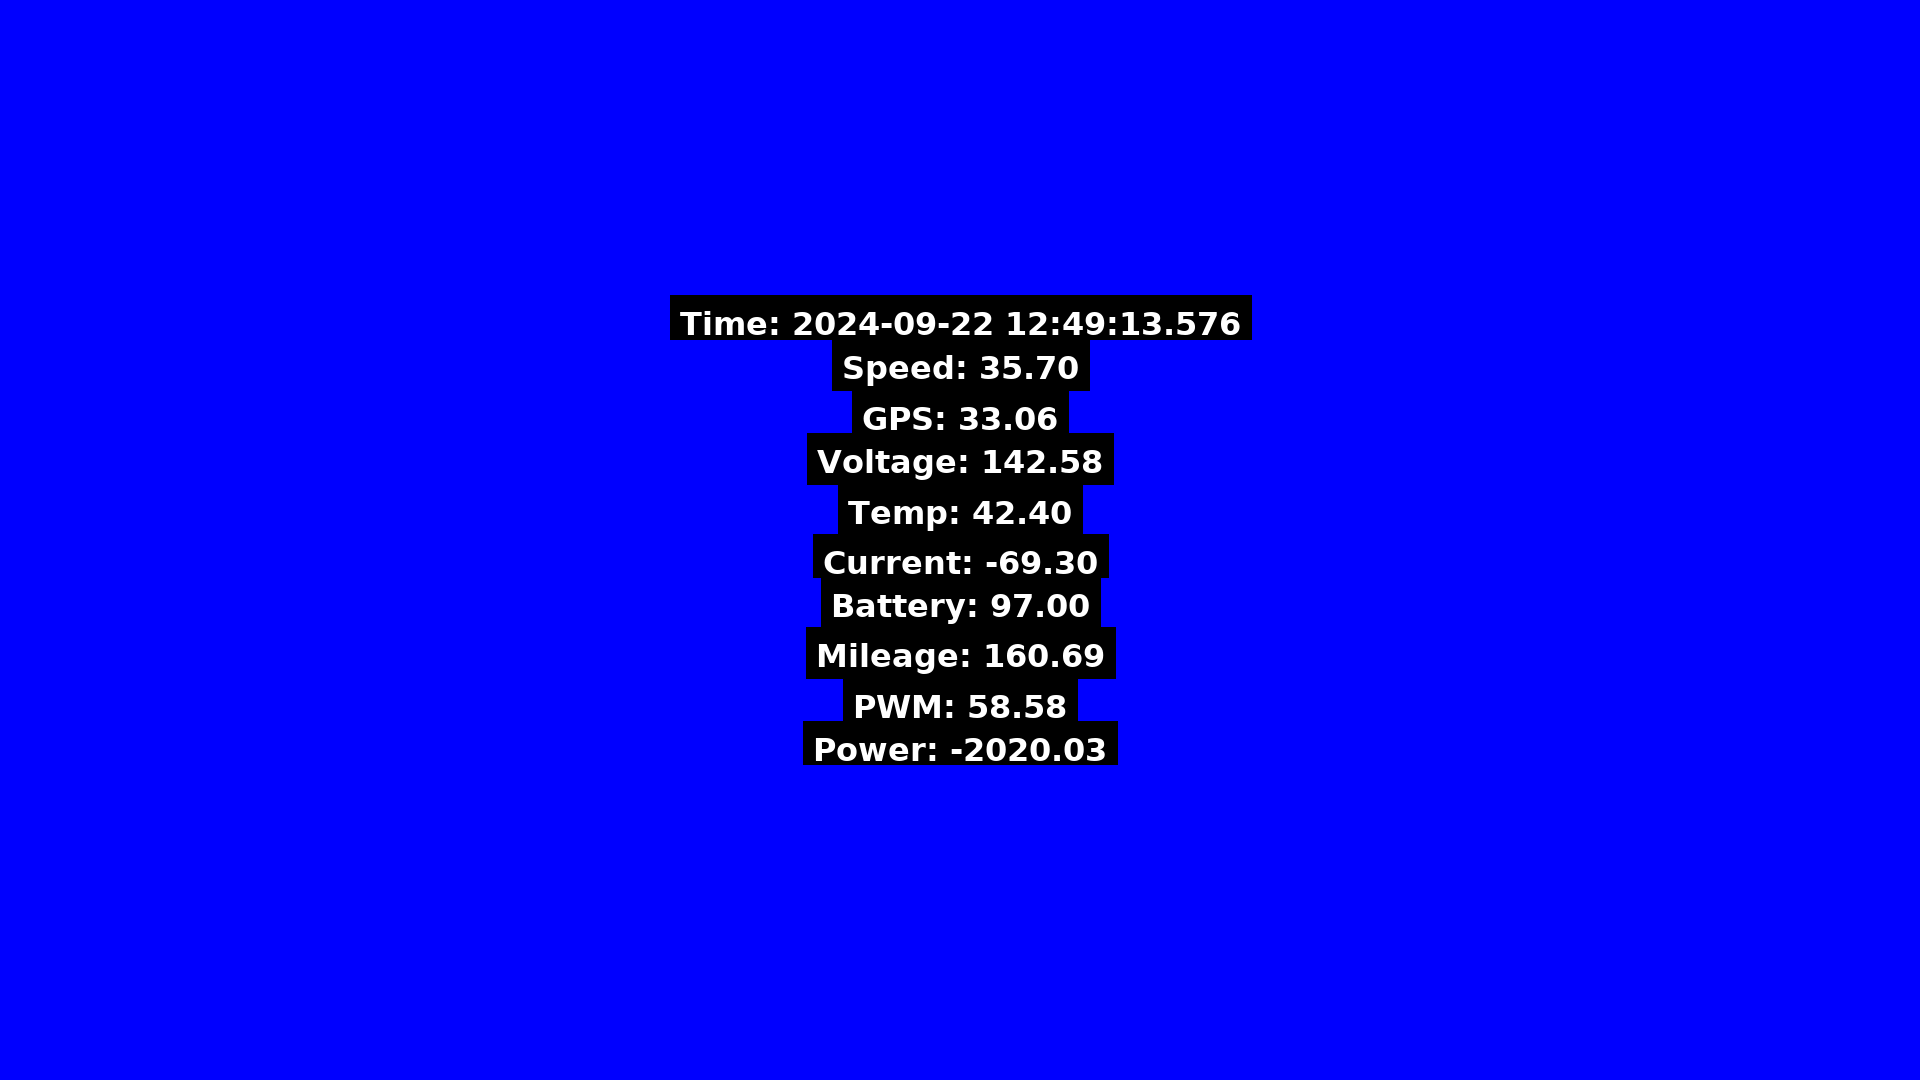 Time: 2024-09-22 12:49:13.576
Speed: 35.70
GPS: 33.06
Voltage: 142.58
Temp: 42.40
Current: -69.30
Battery: 97.00
Mileage: 160.69
PWM: 58.58
Power: -2020.03